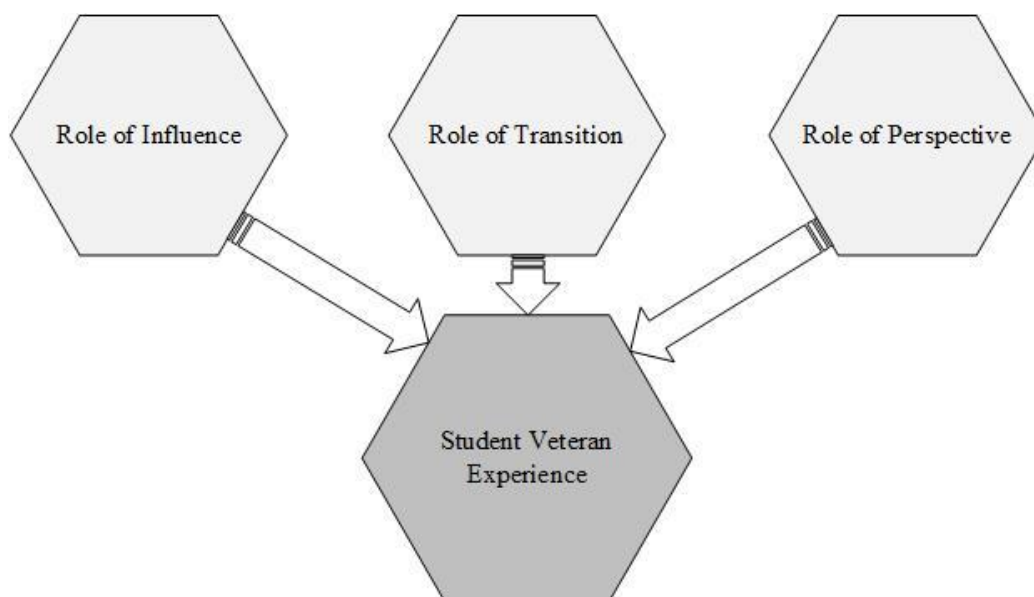 Role of Influence
Role of Transition
Role of Perspective
Student Veteran
Experience